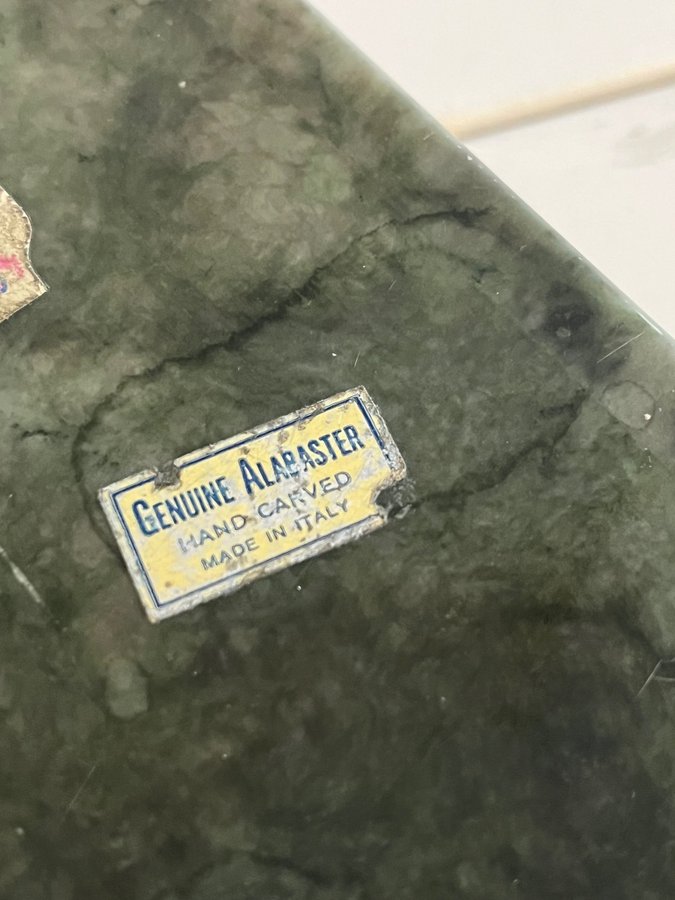 GENUINE ALABASTER
HAND CARVED
MADE IN ITALY